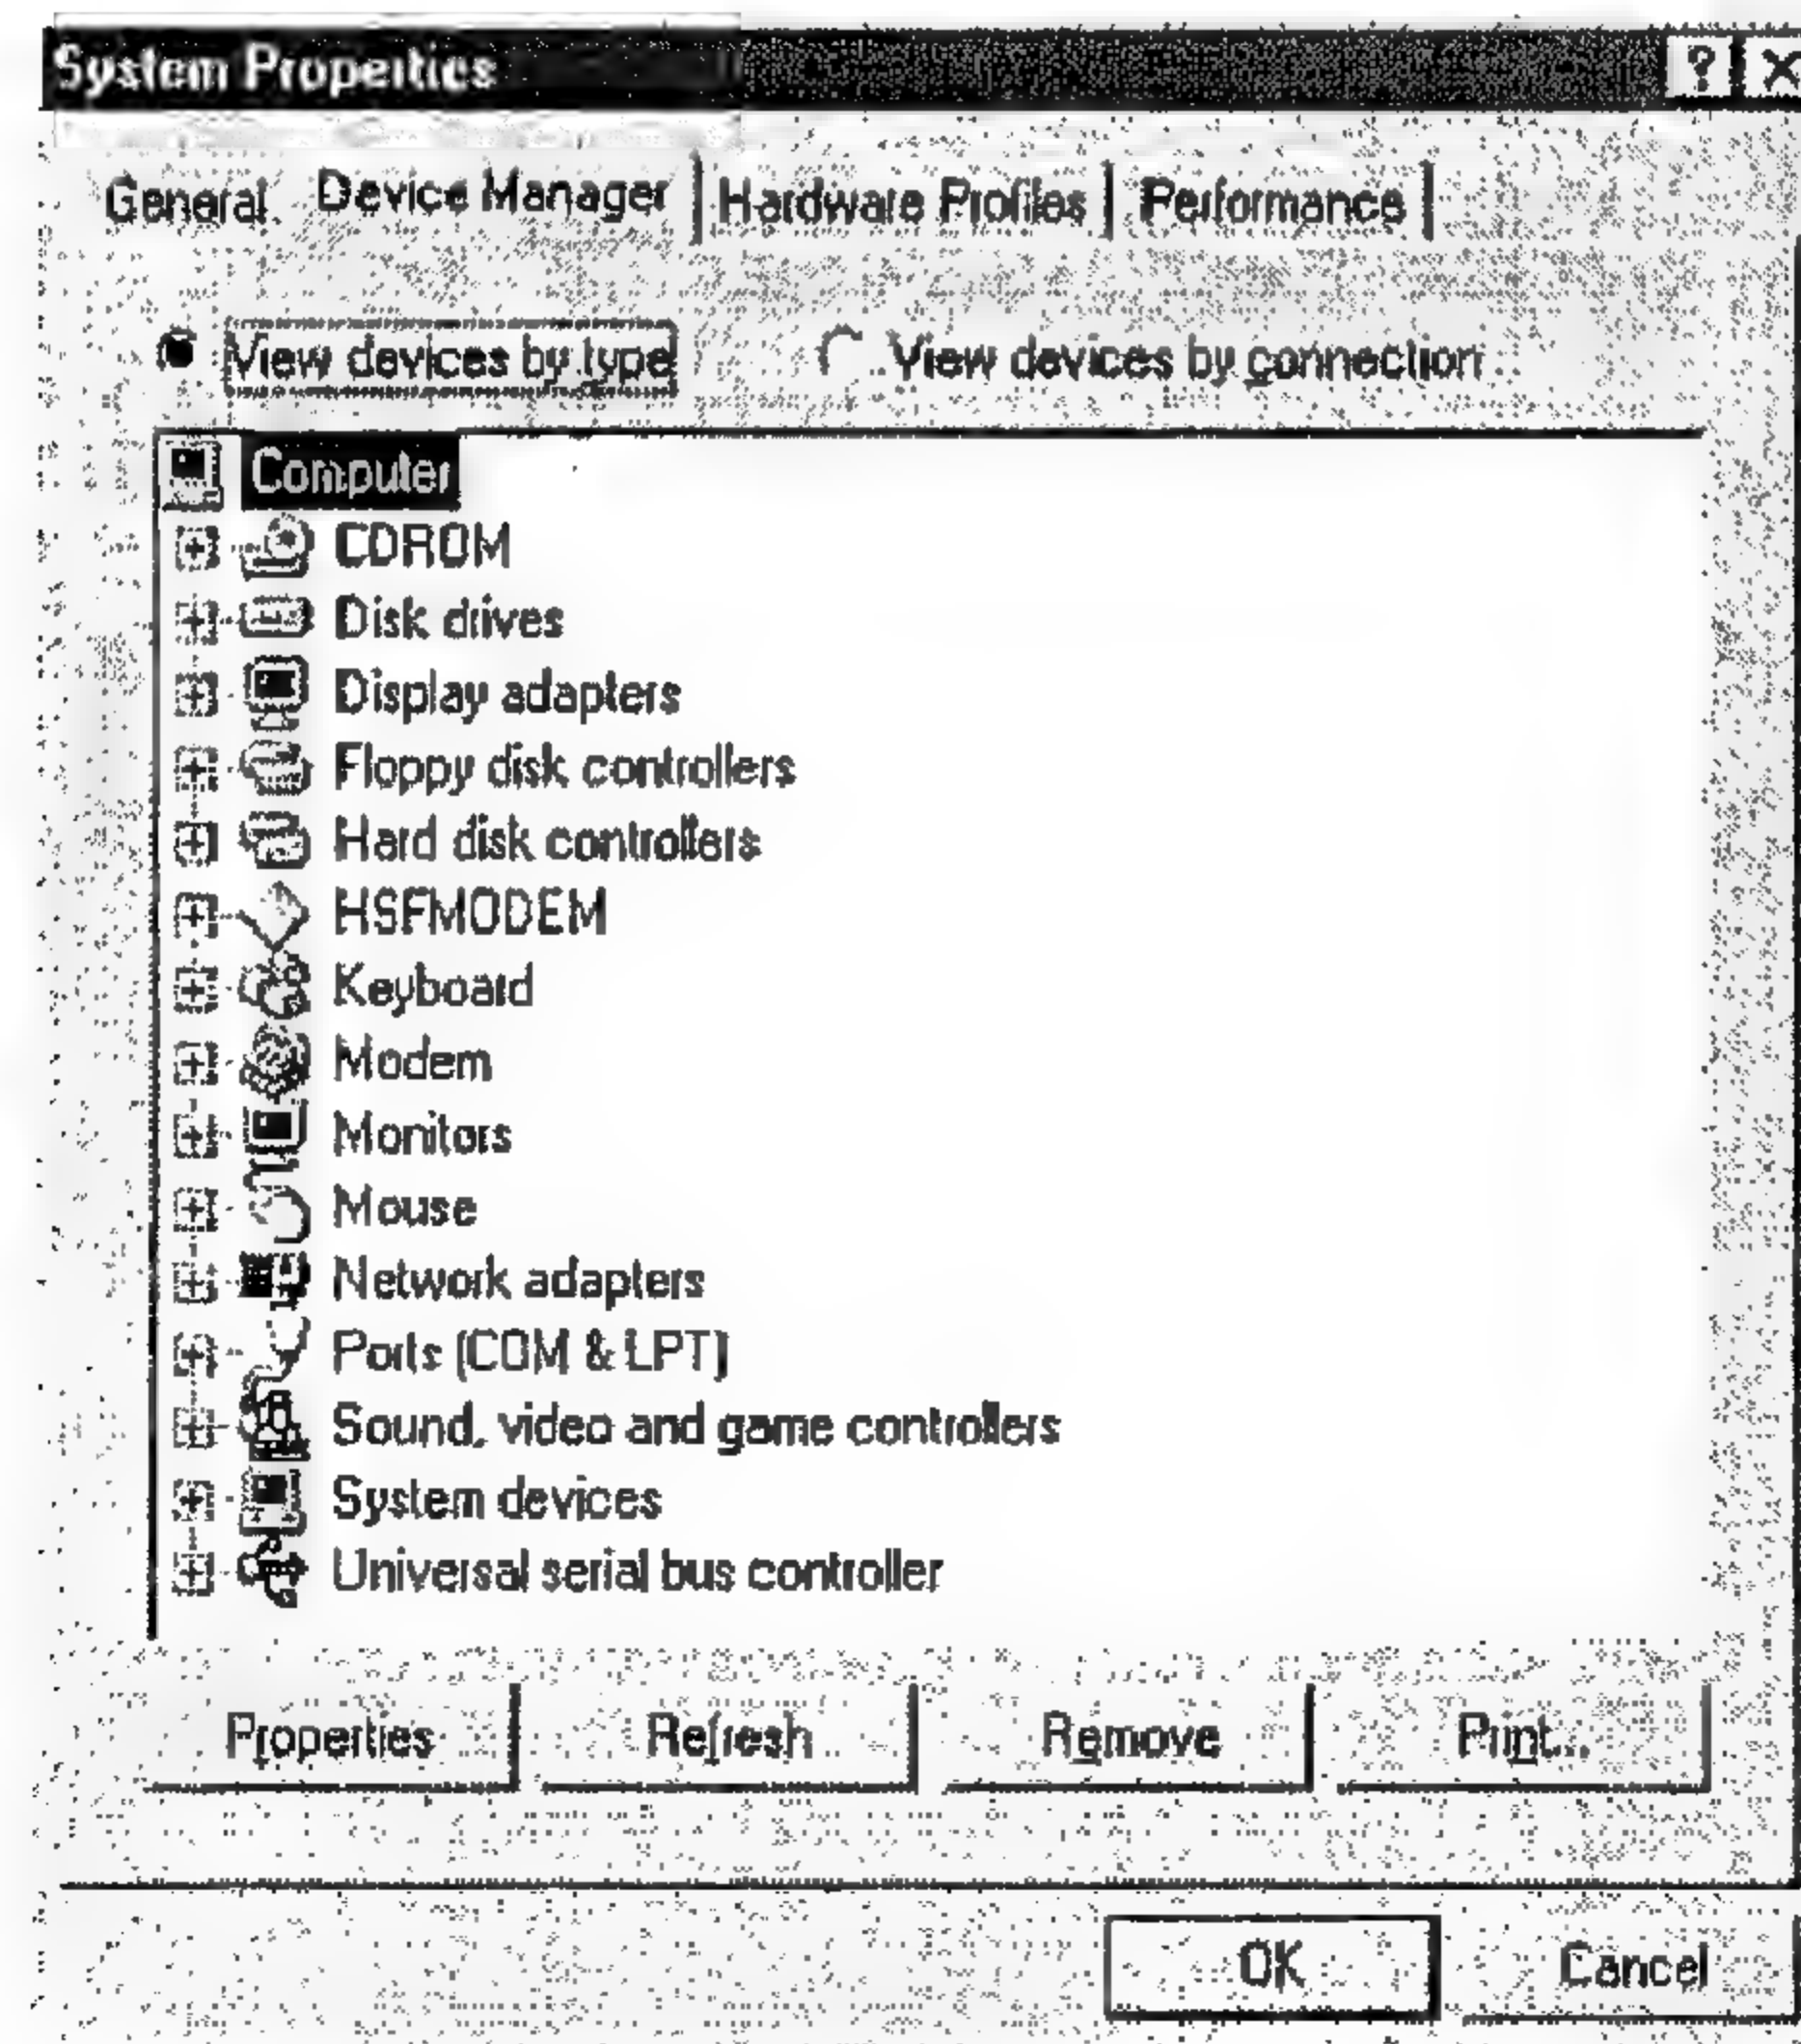 System Properties ? X
General Device Manager Hardware Profiles Performance
View devices by type View devices by connection
Computer
CDROM
Disk drives
Display adapters
Floppy disk controllers
Hard disk controllers
HSFMODEM
Keyboard
Modem
Monitors
Mouse
Network adapters
Ports (COM & LPT)
Sound, video and game controllers
System devices
Universal serial bus controller
Properties Refresh Remove Print...
OK Cancel